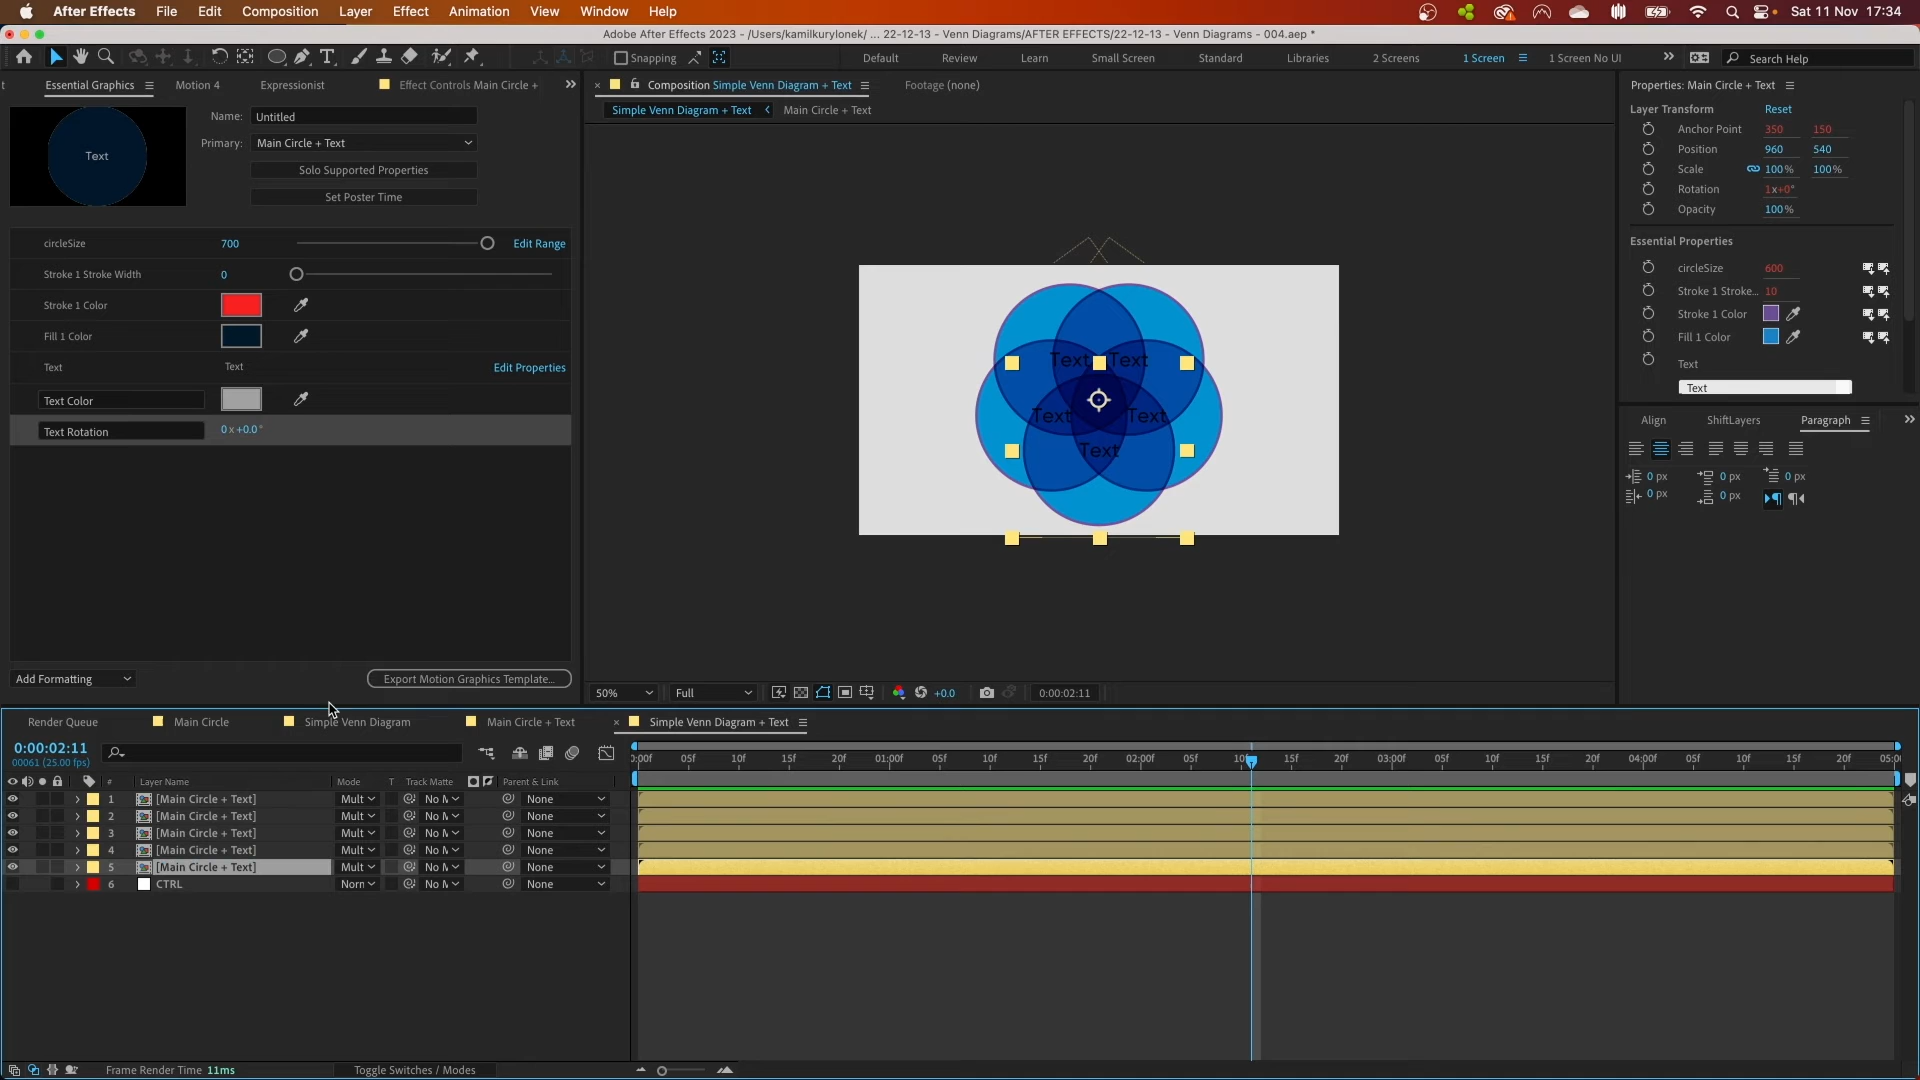 After Effects File Edit Composition Layer Effect Animation View Window Help Sat 11 Nov 17:34
Adobe After Effects 2023 - /Users/kamilkurylonek/ ... 22-12-13 - Venn Diagrams/AFTER EFFECTS/22-12-13 - Venn Diagrams - 004.aep *
Snapping Default Review Learn Small Screen Standard Libraries 2 Screens 1 Screen 1 Screen No UI Search Help
Essential Graphics Motion 4 Expressionist Effect Controls Main Circle +
Composition Simple Venn Diagram + Text Footage (none)
Simple Venn Diagram + Text Main Circle + Text
Text
Name: Untitled
Primary: Main Circle + Text
Solo Supported Properties
Set Poster Time
circleSize 700 Edit Range
Stroke 1 Stroke Width 0
Stroke 1 Color
Fill 1 Color
Text Text Edit Properties
Text Color
Text Rotation 0 x +0.0 °
Add Formatting Export Motion Graphics Template...
Text Text
Text Text
Text
50% Full +0.0 0:00:02:11
Properties: Main Circle + Text
Layer Transform Reset
Anchor Point 350 150
Position 960 540
Scale 100% 100%
Rotation 1x+0°
Opacity 100%
Essential Properties
circleSize 600
Stroke 1 Stroke... 10
Stroke 1 Color
Fill 1 Color
Text
Text
Align ShiftLayers Paragraph
0 px 0 px 0 px
0 px 0 px
Render Queue Main Circle Simple Venn Diagram Main Circle + Text Simple Venn Diagram + Text
0:00:02:11
00061 (25.00 fps)
:00f 05f 10f 15f 20f 01:00f 05f 10f 15f 20f 02:00f 05f 10f 15f 20f 03:00f 05f 10f 15f 20f 04:00f 05f 10f 15f 20f 05:00
# Layer Name Mode T Track Matte Parent & Link
1 [Main Circle + Text] Mult No M None
2 [Main Circle + Text] Mult No M None
3 [Main Circle + Text] Mult No M None
4 [Main Circle + Text] Mult No M None
5 [Main Circle + Text] Mult No M None
6 CTRL Norn No M None
Frame Render Time 11ms Toggle Switches / Modes